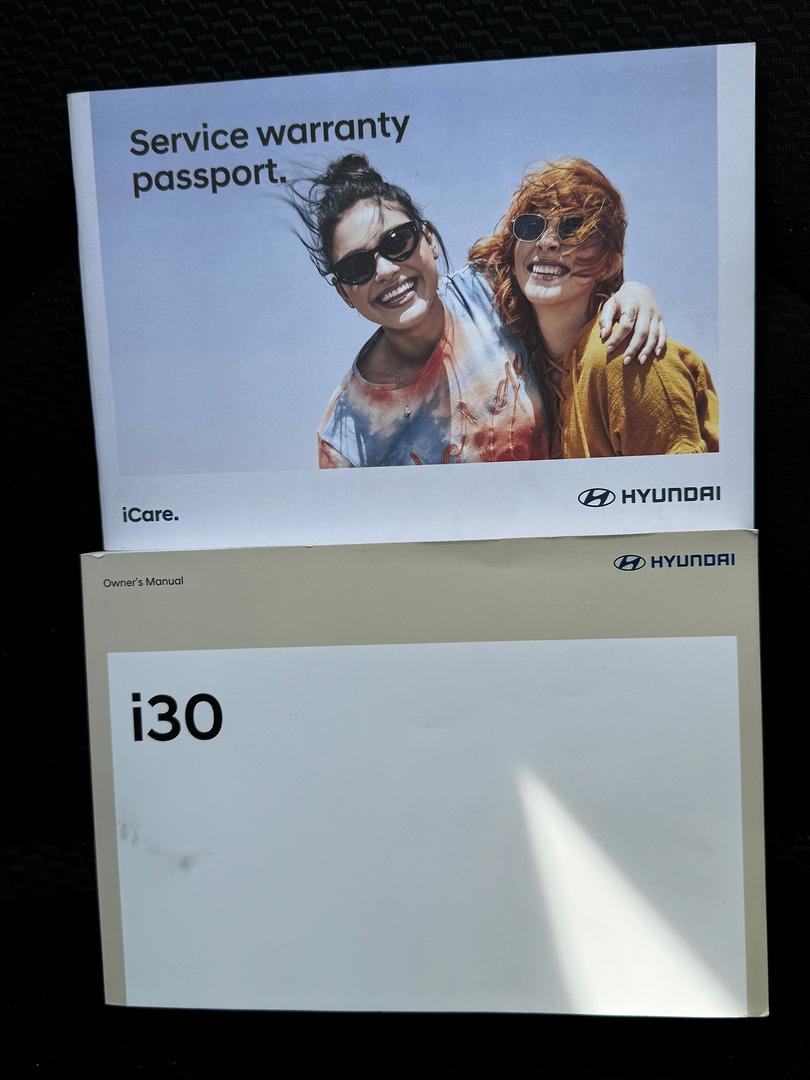 Service warranty
passport.
iCare.
HYUNDAI
Owner's Manual
HYUNDAI
i30